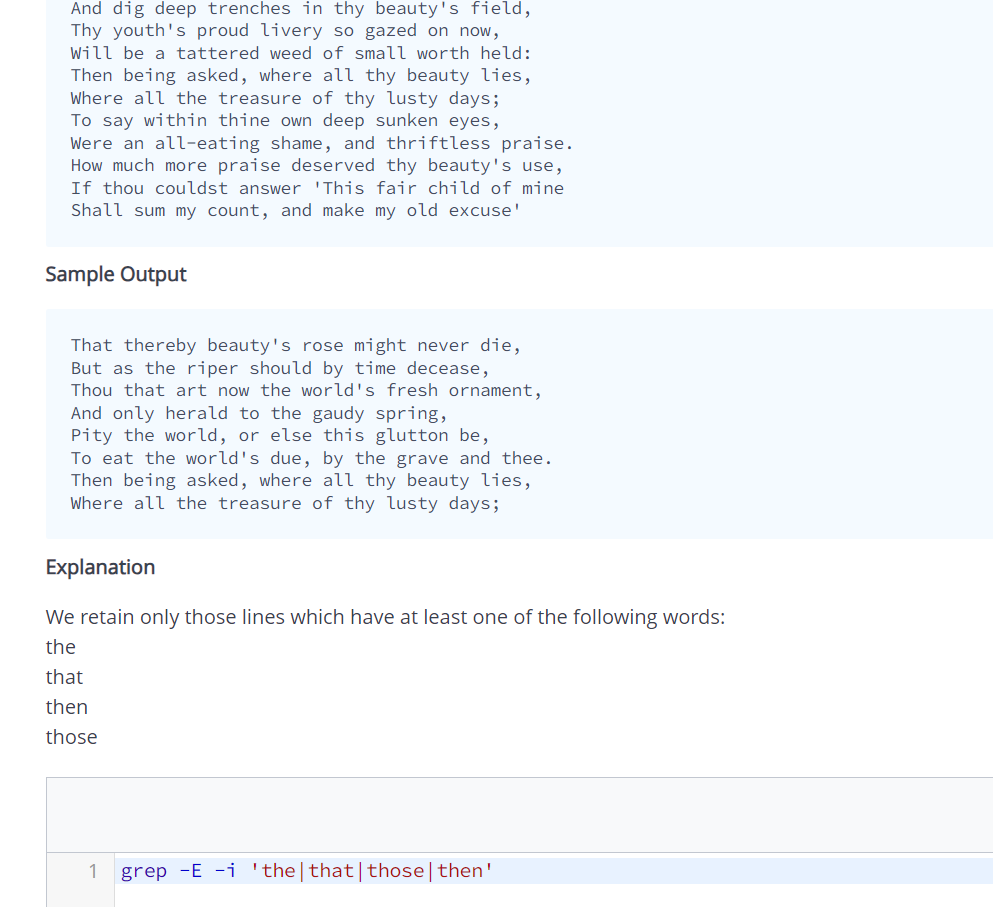 And dig deep trenches in thy beauty's field,
Thy youth's proud livery so gazed on now,
Will be a tattered weed of small worth held:
Then being asked, where all thy beauty lies,
Where all the treasure of thy lusty days;
To say within thine own deep sunken eyes,
Were an all-eating shame, and thriftless praise.
How much more praise deserved thy beauty's use,
If thou couldst answer 'This fair child of mine
Shall sum my count, and make my old excuse'
Sample Output
That thereby beauty's rose might never die,
But as the riper should by time decease,
Thou that art now the world's fresh ornament,
And only herald to the gaudy spring,
Pity the world, or else this glutton be,
To eat the world's due, by the grave and thee.
Then being asked, where all thy beauty lies,
Where all the treasure of thy lusty days;
Explanation
We retain only those lines which have at least one of the following words:
the
that
then
those
1 grep -E -i 'the|that|those|then'